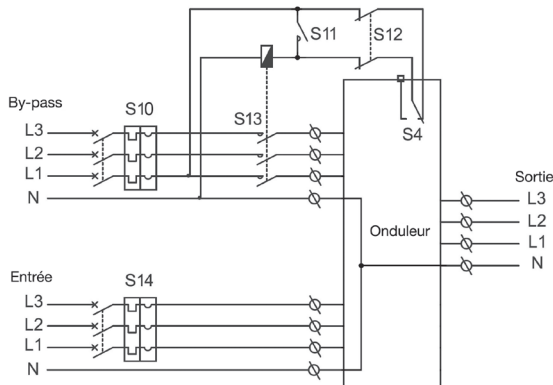 S11
S12
By-pass
S10
S13
S4
L3
L2
L1
N
Sortie
L3
L2
L1
N
Onduleur
Entrée
S14
L3
L2
L1
N